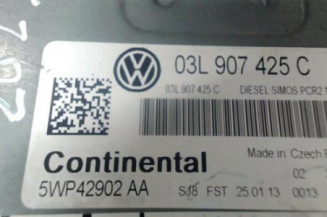 03L 907 425 C
03L 907 425 C DIESEL SIMOS PCR2
Continental
Made in Czech
5WP42902 AA
SJ8 FST 25.01.13 0013